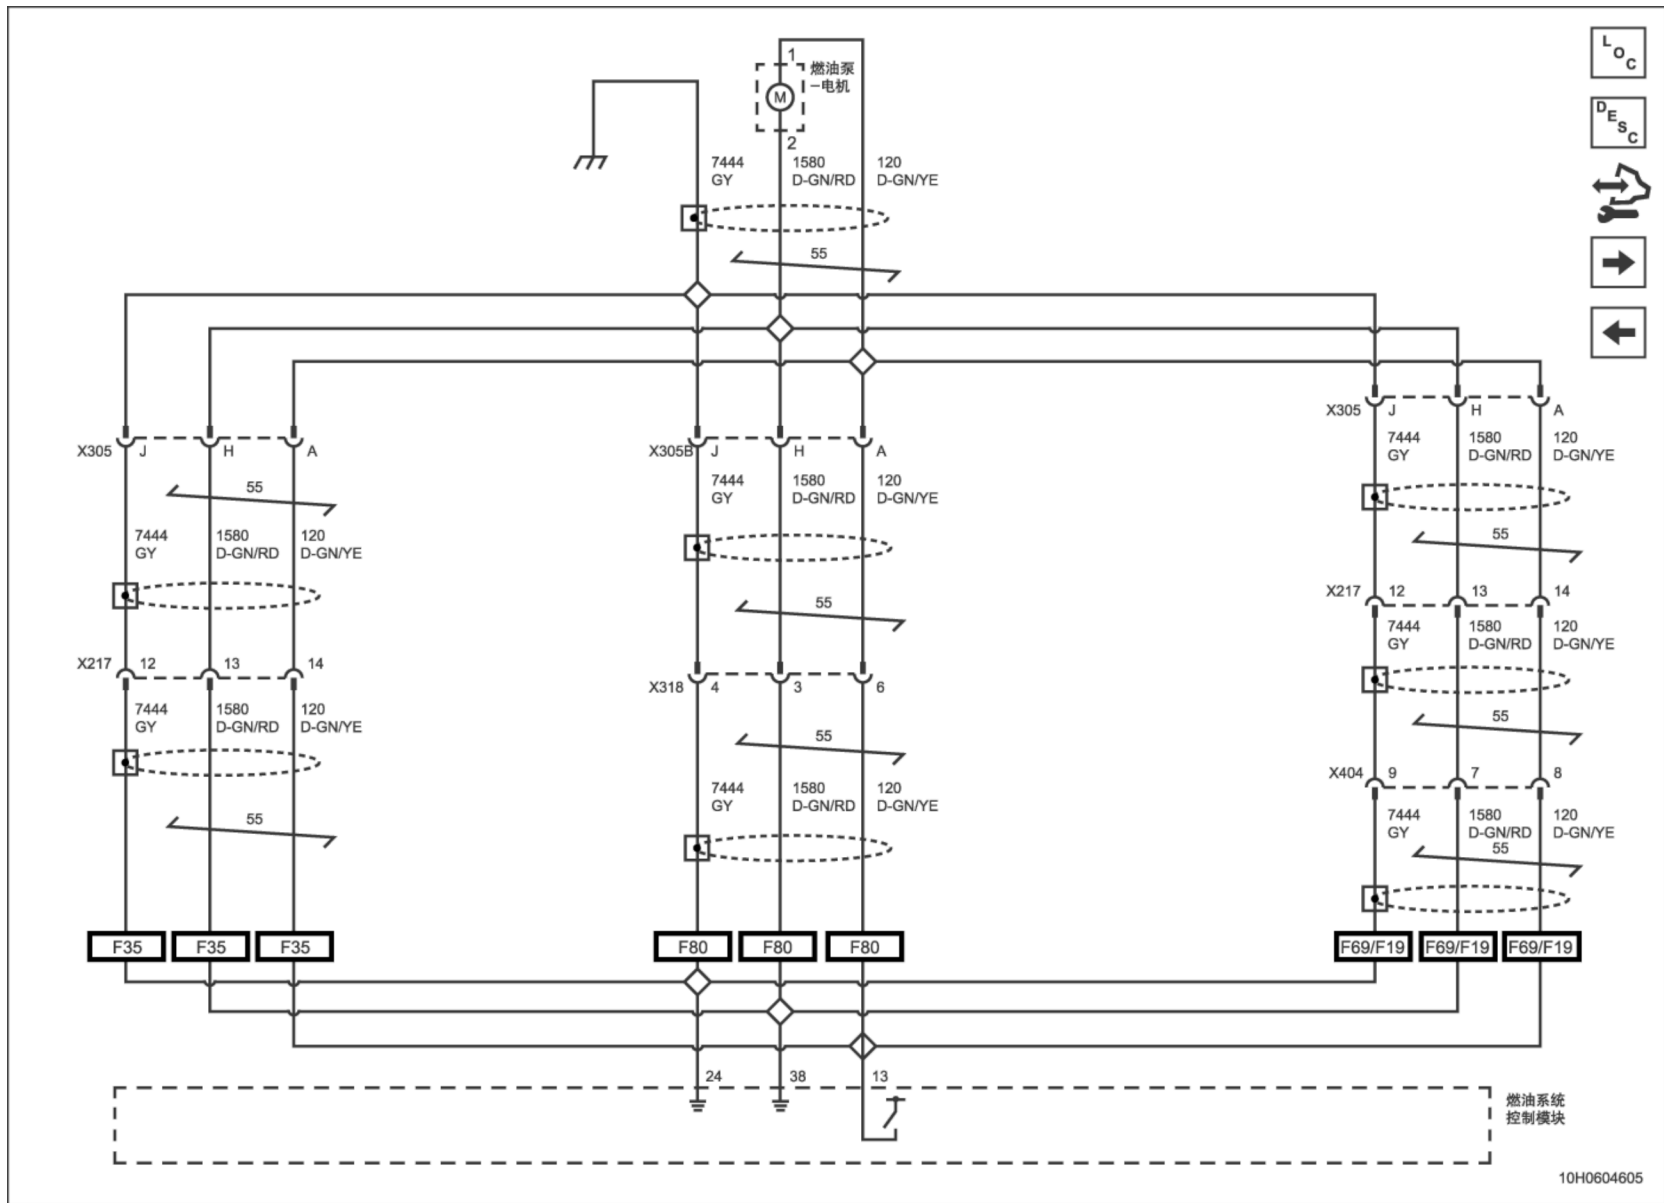 L
O
C
D
E
S
C
1
燃油泵
－电机
M
2
7444 1580 120
GY D-GN/RD D-GN/YE
55
X305 J H A
7444 1580 120
GY D-GN/RD D-GN/YE
X305 J H A
X305B J H A
55
7444 1580 120
GY D-GN/RD D-GN/YE
7444 1580 120
GY D-GN/RD D-GN/YE
55
X217 12 13 14
55
7444 1580 120
GY D-GN/RD D-GN/YE
X217 12 13 14
X318 4 3 6
7444 1580 120
GY D-GN/RD D-GN/YE
55
55
X404 9 7 8
7444 1580 120
GY D-GN/RD D-GN/YE
55
7444 1580 120
GY D-GN/RD D-GN/YE
55
F35 F35 F35
F80 F80 F80
F69/F19 F69/F19 F69/F19
24 38 13
燃油系统
控制模块
10H0604605